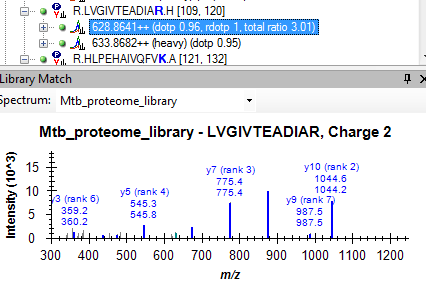 R.LVGIVTEADIAR.H [109, 120]
628.8641++ (dotp 0.96, rdotp 1, total ratio 3.01)
633.8682++ (heavy) (dotp 0.95)
R.HLPEHAIVQFVK.A [121, 132]
Library Match
Spectrum: Mtb_proteome_library
Mtb_proteome_library - LVGIVTEADIAR, Charge 2
Intensity (10^3)
15
10
5
0
y3 (rank 6)
359.2
360.2
y5 (rank 4)
545.3
545.8
y7 (rank 3)
775.4
775.4
y10 (rank 2)
1044.6
1044.2
y9 (rank 7)
987.5
987.5
300 400 500 600 700 800 900 1000 1100 1200
m/z